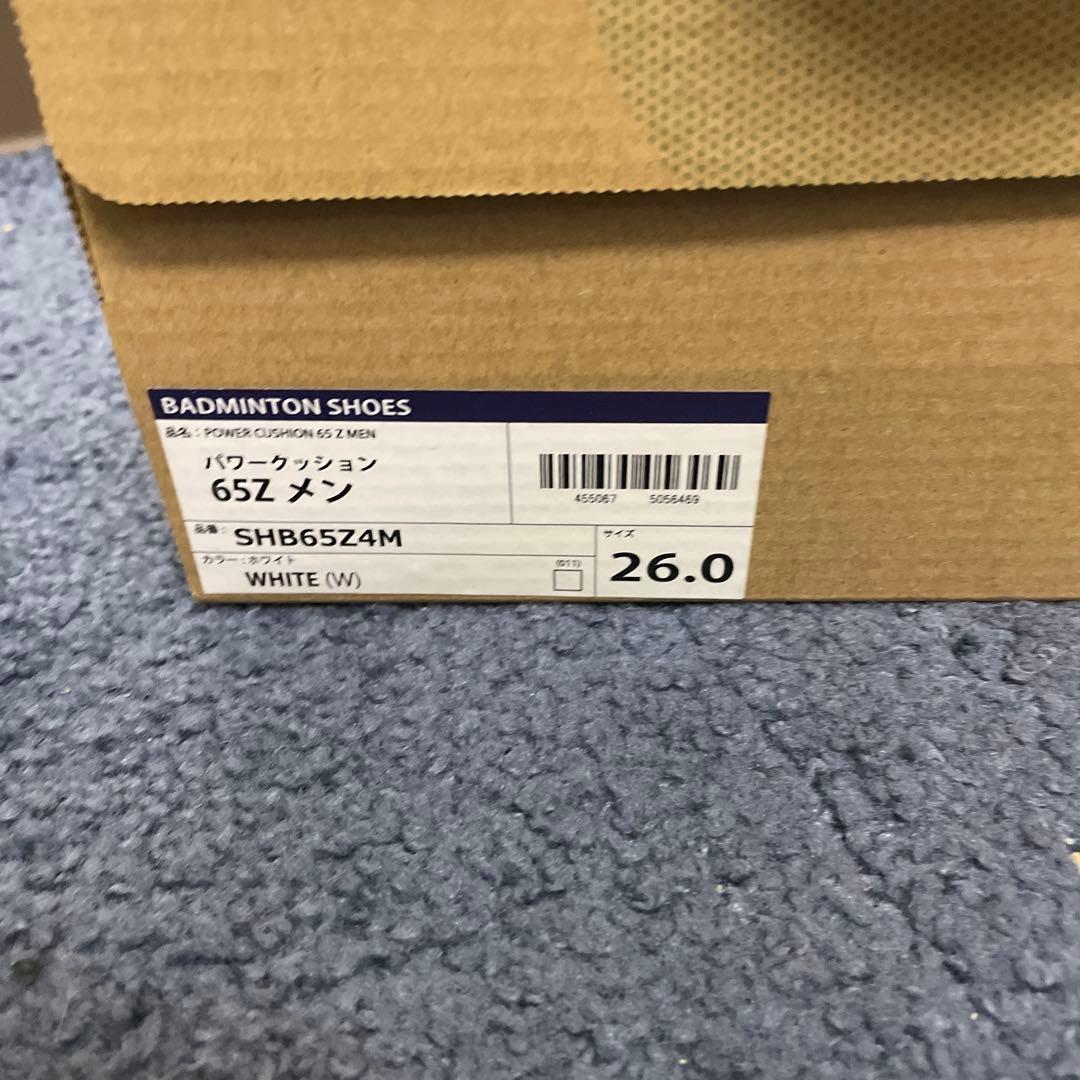 BADMINTON SHOES
品名：POWER CUSHION 65 Z MEN
パワークッション
65Z メン
455067 5056469
品番：SHB65Z4M
カラー：ホワイト
WHITE (W)
(011)
サイズ
26.0